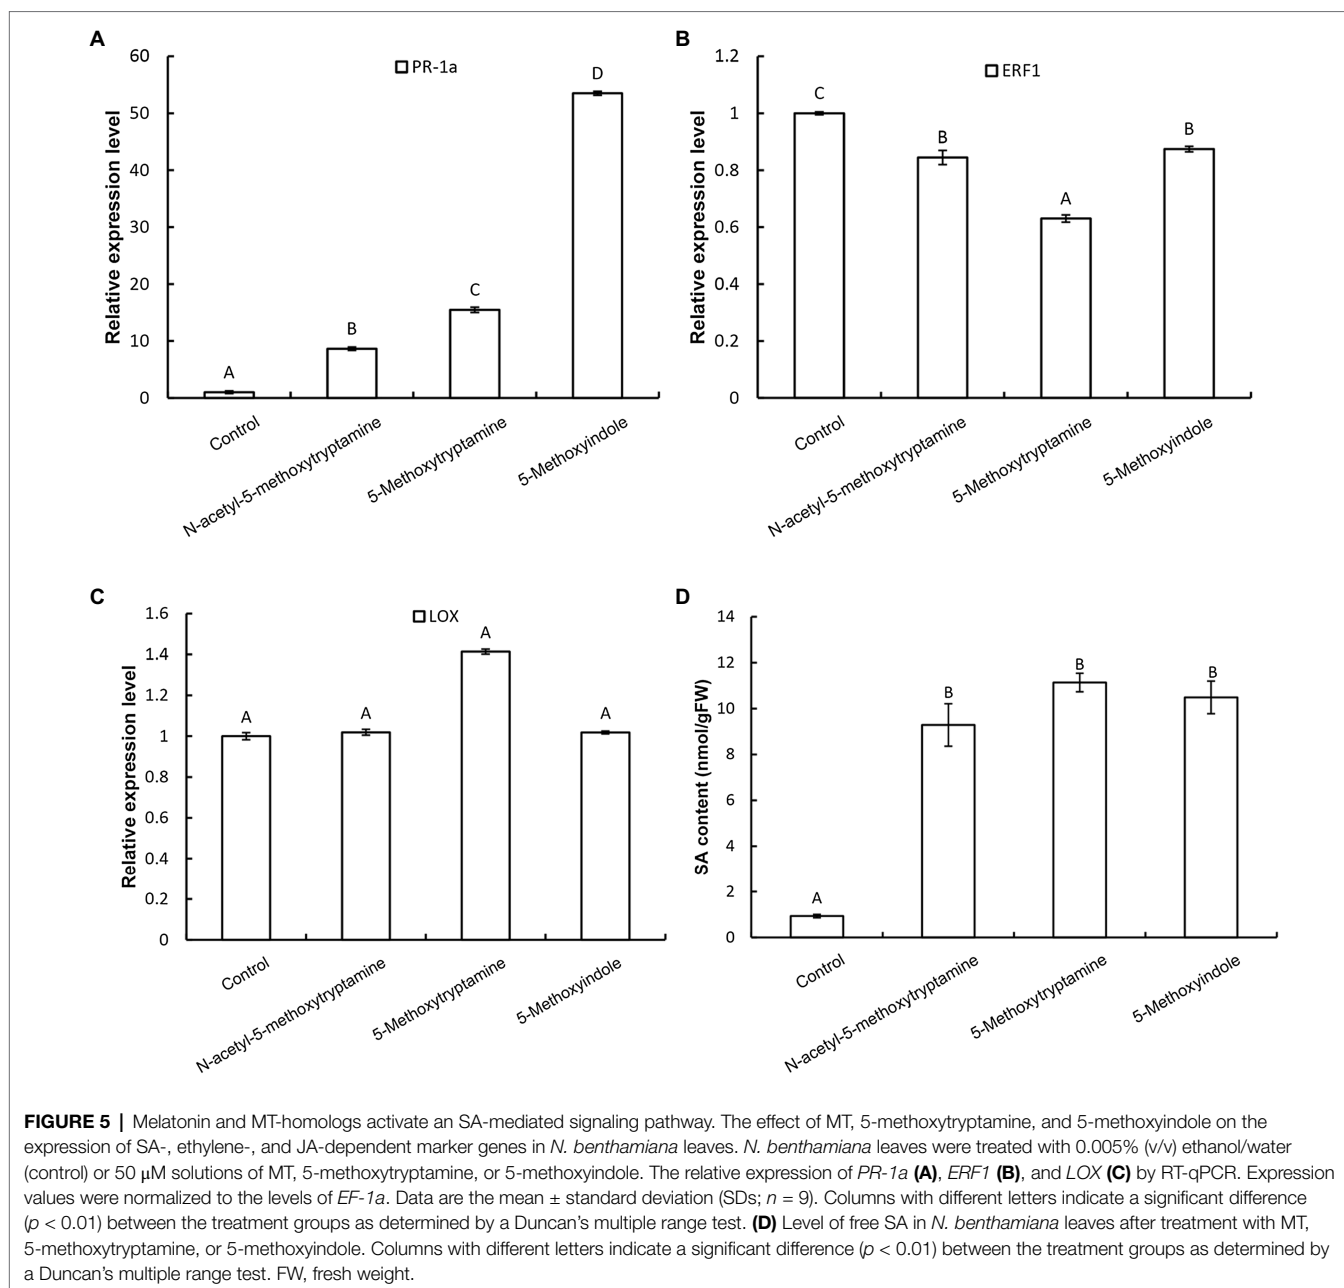 A
PR-1a
Relative expression level
60
50
40
30
20
10
0
A
B
C
D
Control
N-acetyl-5-methoxytryptamine
5-Methoxytryptamine
5-Methoxyindole
B
ERF1
Relative expression level
1.2
1
0.8
0.6
0.4
0.2
0
C
B
A
B
Control
N-acetyl-5-methoxytryptamine
5-Methoxytryptamine
5-Methoxyindole
C
LOX
Relative expression level
1.6
1.4
1.2
1
0.8
0.6
0.4
0.2
0
A
A
A
A
Control
N-acetyl-5-methoxytryptamine
5-Methoxytryptamine
5-Methoxyindole
D
SA content (nmol/gFW)
14
12
10
8
6
4
2
0
A
B
B
B
Control
N-acetyl-5-methoxytryptamine
5-Methoxytryptamine
5-Methoxyindole
FIGURE 5 | Melatonin and MT-homologs activate an SA-mediated signaling pathway. The effect of MT, 5-methoxytryptamine, and 5-methoxyindole on the
expression of SA-, ethylene-, and JA-dependent marker genes in N. benthamiana leaves. N. benthamiana leaves were treated with 0.005% (v/v) ethanol/water
(control) or 50 μM solutions of MT, 5-methoxytryptamine, or 5-methoxyindole. The relative expression of PR-1a (A), ERF1 (B), and LOX (C) by RT-qPCR. Expression
values were normalized to the levels of EF-1a. Data are the mean ± standard deviation (SDs; n = 9). Columns with different letters indicate a significant difference
(p < 0.01) between the treatment groups as determined by a Duncan's multiple range test. (D) Level of free SA in N. benthamiana leaves after treatment with MT,
5-methoxytryptamine, or 5-methoxyindole. Columns with different letters indicate a significant difference (p < 0.01) between the treatment groups as determined by
a Duncan's multiple range test. FW, fresh weight.